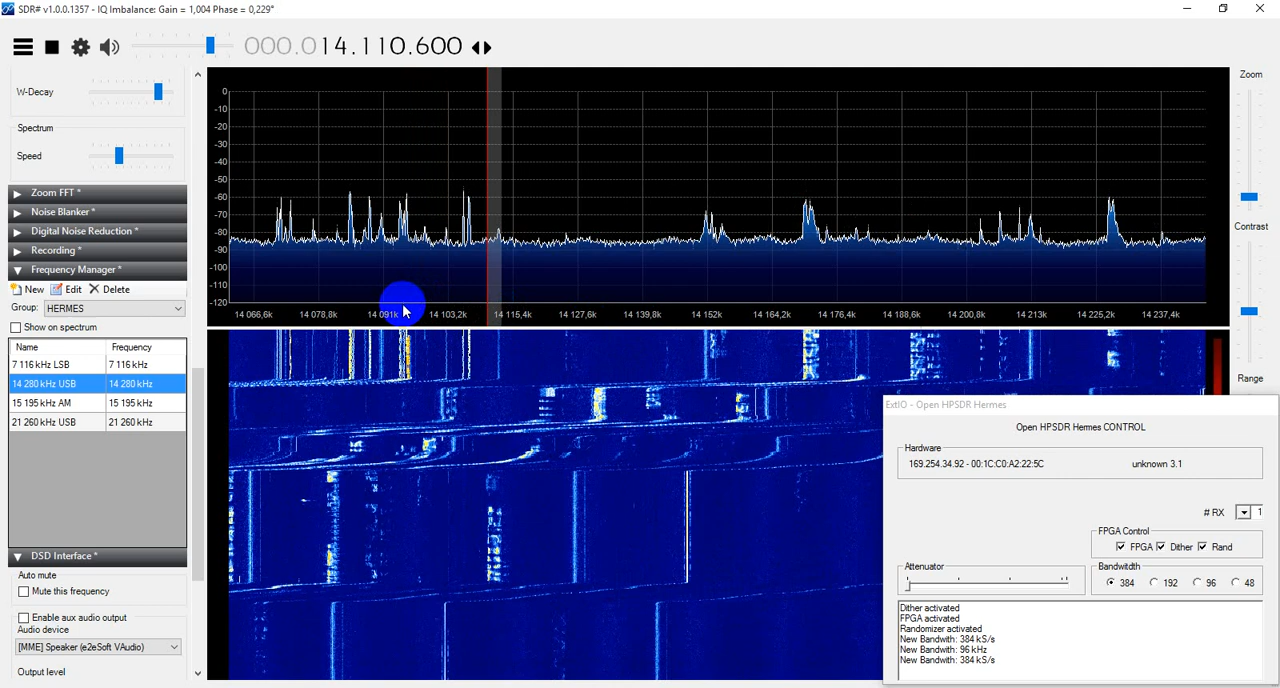 SDR# v1.0.0.1357 - IQ Imbalance: Gain = 1,004 Phase = 0,229°
000.014.110.600
W-Decay
Spectrum
Speed
Zoom FFT *
Noise Blanker *
Digital Noise Reduction *
Recording *
Frequency Manager *
New Edit Delete
Group: HERMES
Show on spectrum
Name Frequency
7 116 kHz LSB 7 116 kHz
14 280 kHz USB 14 280 kHz
15 195 kHz AM 15 195 kHz
21 260 kHz USB 21 260 kHz
DSD Interface *
Auto mute
Mute this frequency
Enable aux audio output
Audio device
[MME] Speaker (e2eSoft VAudio)
Output level
0
-10
-20
-30
-40
-50
-60
-70
-80
-90
-100
-110
-120
14 066,6k 14 078,8k 14 091k 14 103,2k 14 115,4k 14 127,6k 14 139,8k 14 152k 14 164,2k 14 176,4k 14 188,6k 14 200,8k 14 213k 14 225,2k 14 237,4k
Zoom
Contrast
Range
ExtIO - Open HPSDR Hermes
Open HPSDR Hermes CONTROL
Hardware
169.254.34.92 - 00:1C:C0:A2:22:5C unknown 3.1
# RX 1
FPGA Control
FPGA Dither Rand
Attenuator
Bandwitdth
384 192 96 48
Dither activated
FPGA activated
Randomizer activated
New Bandwith: 384 kS/s
New Bandwith: 96 kHz
New Bandwith: 384 kS/s